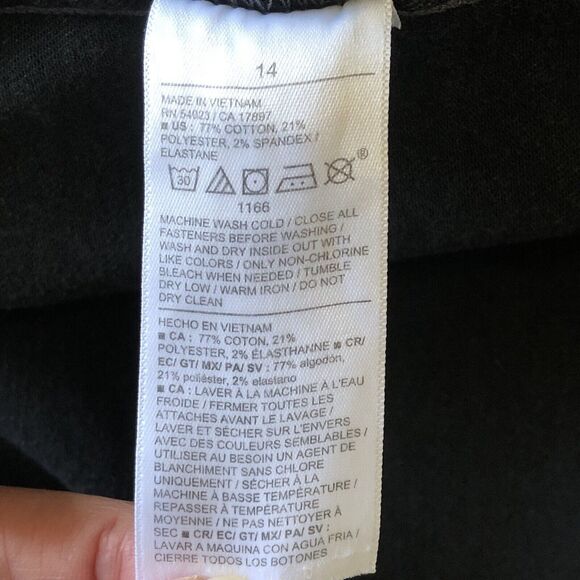 14
MADE IN VIETNAM
RN 54023 / CA 17897
■ US : 77% COTTON, 21%
POLYESTER, 2% SPANDEX /
ELASTANE
30
®
1166
MACHINE WASH COLD / CLOSE ALL
FASTENERS BEFORE WASHING /
WASH AND DRY INSIDE OUT WITH
LIKE COLORS / ONLY NON-CHLORINE
BLEACH WHEN NEEDED / TUMBLE
DRY LOW / WARM IRON / DO NOT
DRY CLEAN
HECHO EN VIETNAM
■ CA : 77% COTON, 21%
POLYESTER, 2% ÉLASTHANNE ■ CR/
EC/ GT/ MX/ PA/ SV : 77% algodón,
21% poliéster, 2% elastano
■ CA : LAVER À LA MACHINE À L'EAU
FROIDE / FERMER TOUTES LES
ATTACHES AVANT LE LAVAGE /
LAVER ET SÉCHER SUR L'ENVERS
AVEC DES COULEURS SEMBLABLES /
UTILISER AU BESOIN UN AGENT DE
BLANCHIMENT SANS CHLORE
UNIQUEMENT / SÉCHER À LA
MACHINE À BASSE TEMPÉRATURE /
REPASSER À TEMPÉRATURE
MOYENNE / NE PAS NETTOYER À
SEC ■ CR/ EC/ GT/ MX/ PA/ SV :
LAVAR A MAQUINA CON AGUA FRIA /
CIERRE TODOS LOS BOTONES